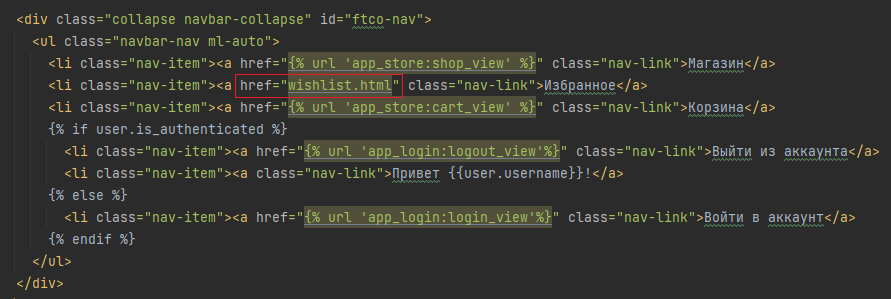 <div class="collapse navbar-collapse" id="ftco-nav">
<ul class="navbar-nav ml-auto">
<li class="nav-item"><a href="{% url 'app_store:shop_view' %}" class="nav-link">Магазин</a>
<li class="nav-item"><a href="wishlist.html" class="nav-link">Избранное</a>
<li class="nav-item"><a href="{% url 'app_store:cart_view' %}" class="nav-link">Корзина</a>
{% if user.is_authenticated %}
<li class="nav-item"><a href="{% url 'app_login:logout_view'%}" class="nav-link">Выйти из аккаунта</a>
<li class="nav-item"><a class="nav-link">Привет {{user.username}}!</a>
{% else %}
<li class="nav-item"><a href="{% url 'app_login:login_view'%}" class="nav-link">Войти в аккаунт</a>
{% endif %}
</ul>
</div>